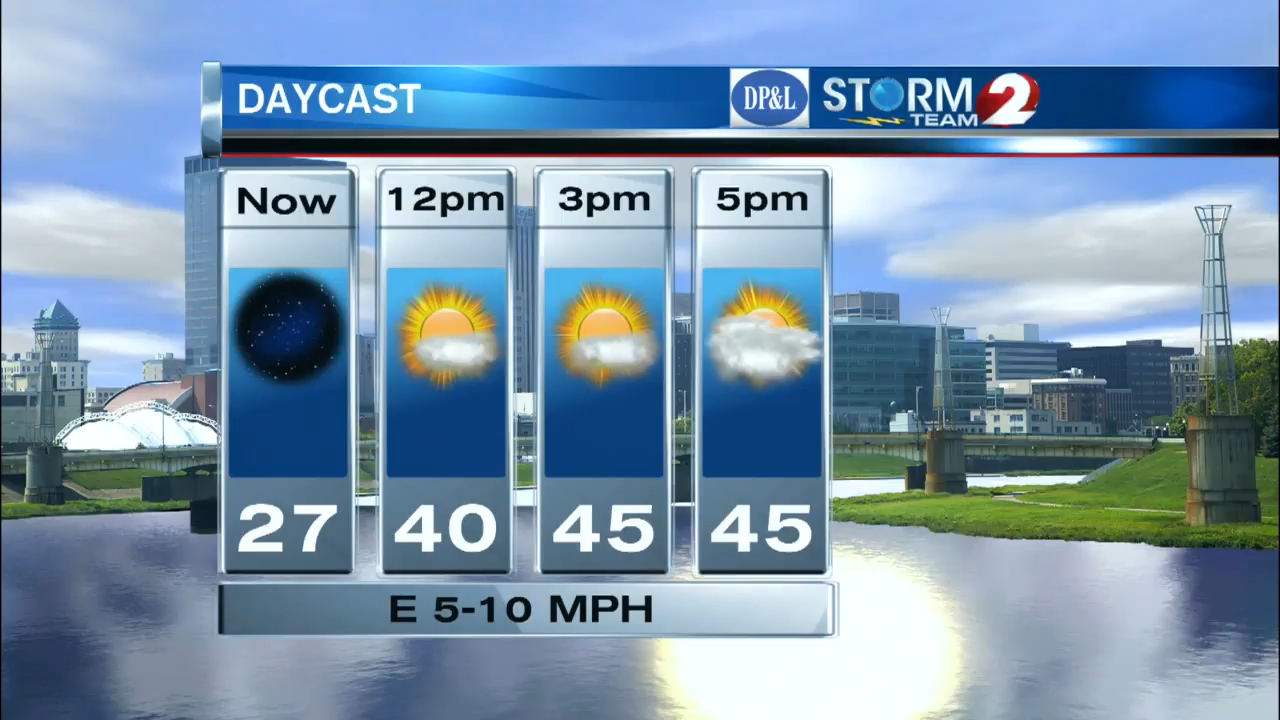 DAYCAST
DP&L
STORM
TEAM 2
Now 12pm 3pm 5pm
27 40 45 45
E 5-10 MPH